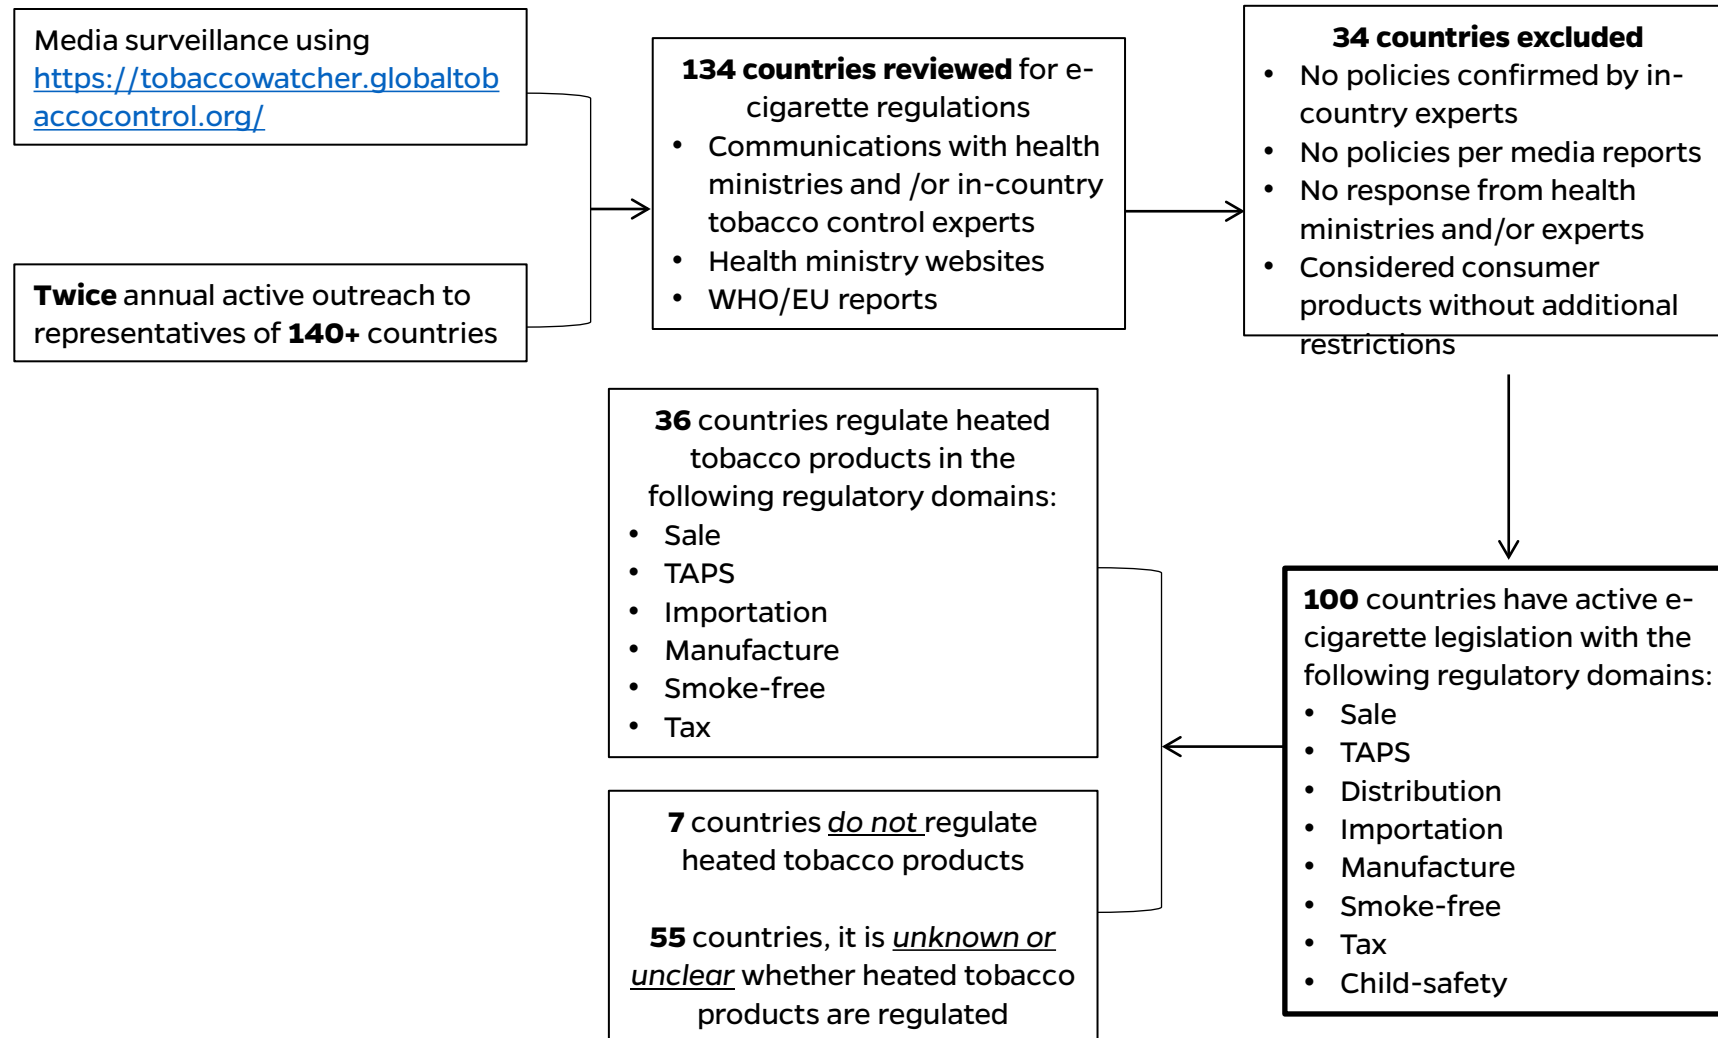 Media surveillance using
https://tobaccowatcher.globaltob
accocontrol.org/
Twice annual active outreach to
representatives of 140+ countries
134 countries reviewed for e-
cigarette regulations
• Communications with health
ministries and /or in-country
tobacco control experts
• Health ministry websites
• WHO/EU reports
34 countries excluded
• No policies confirmed by in-
country experts
• No policies per media reports
• No response from health
ministries and/or experts
• Considered consumer
products without additional
restrictions
36 countries regulate heated
tobacco products in the
following regulatory domains:
• Sale
• TAPS
• Importation
• Manufacture
• Smoke-free
• Tax
7 countries do not regulate
heated tobacco products
55 countries, it is unknown or
unclear whether heated tobacco
products are regulated
100 countries have active e-
cigarette legislation with the
following regulatory domains:
• Sale
• TAPS
• Distribution
• Importation
• Manufacture
• Smoke-free
• Tax
• Child-safety